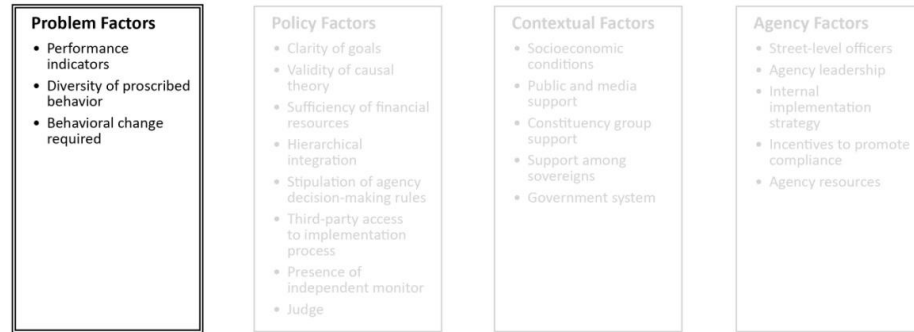 Problem Factors
• Performance
indicators
• Diversity of proscribed
behavior
• Behavioral change
required
Policy Factors
• Clarity of goals
• Validity of causal
theory
• Sufficiency of financial
resources
• Hierarchical
integration
• Stipulation of agency
decision-making rules
• Third-party access
to implementation
process
• Presence of
independent monitor
• Judge
Contextual Factors
• Socioeconomic
conditions
• Public and media
support
• Constituency group
support
• Support among
sovereigns
• Government system
Agency Factors
• Street-level officers
• Agency leadership
• Internal
implementation
strategy
• Incentives to promote
compliance
• Agency resources